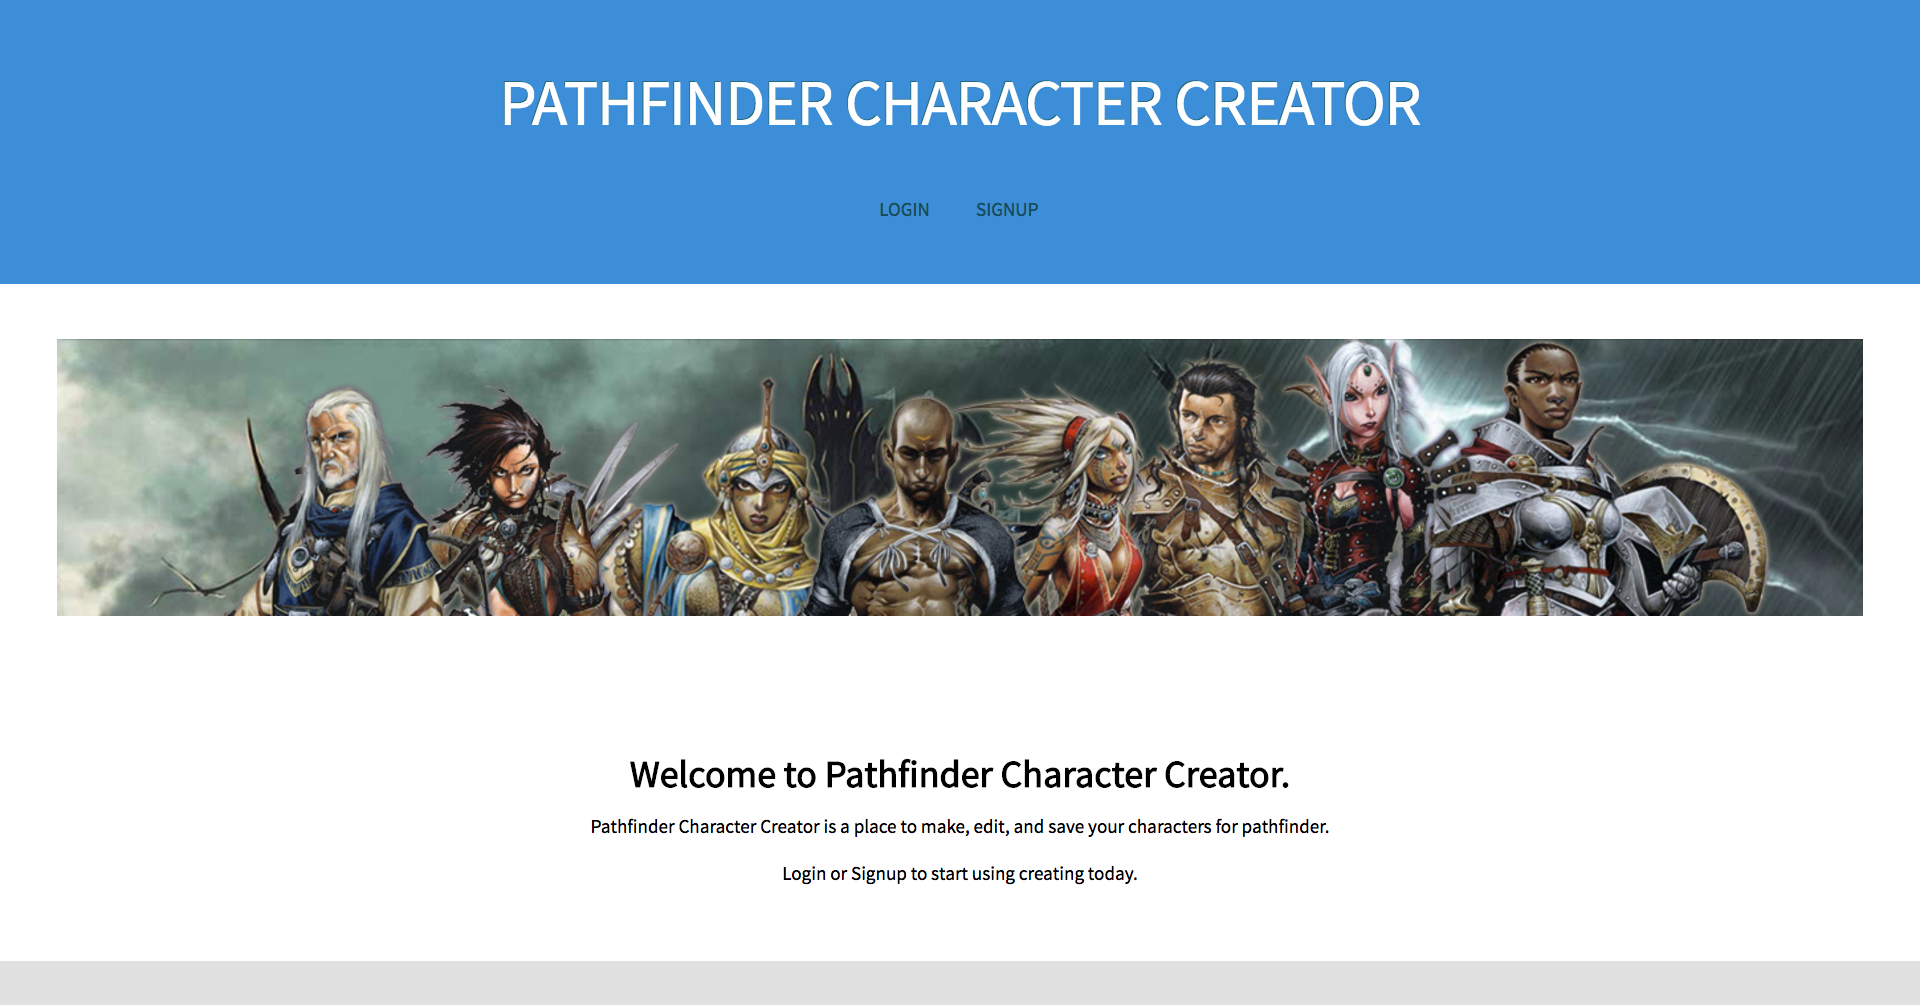 PATHFINDER CHARACTER CREATOR
LOGIN SIGNUP
Welcome to Pathfinder Character Creator.
Pathfinder Character Creator is a place to make, edit, and save your characters for pathfinder.
Login or Signup to start using creating today.